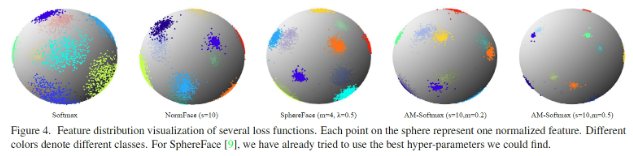 Softmax
NormFace (s=10)
SphereFace (m=4, λ=0.5)
AM-Softmax (s=10,m=0.2)
AM-Softmax (s=10,m=0.5)
Figure 4. Feature distribution visualization of several loss functions. Each point on the sphere represent one normalized feature. Different
colors denote different classes. For SphereFace [9], we have already tried to use the best hyper-parameters we could find.